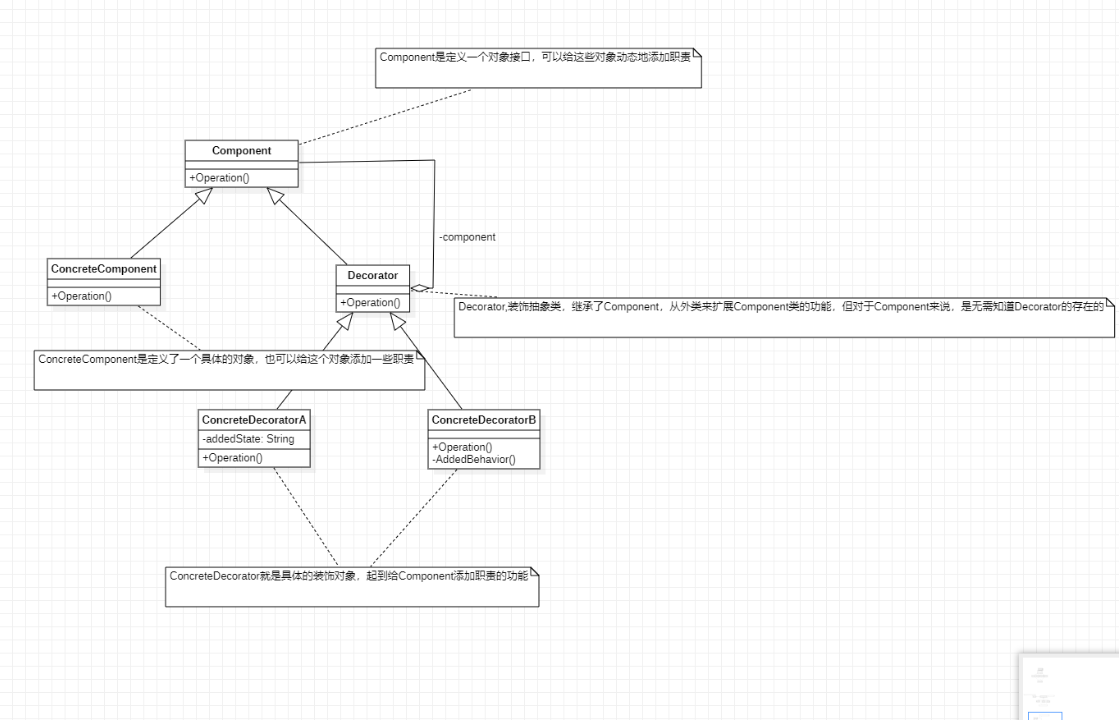 Component是定义一个对象接口，可以给这些对象动态地添加职责
Component
+Operation()
-component
ConcreteComponent
+Operation()
Decorator
+Operation()
Decorator,装饰抽象类，继承了Component，从外类来扩展Component类的功能，但对于Component来说，是无需知道Decorator的存在的
ConcreteComponent是定义了一个具体的对象，也可以给这个对象添加一些职责
ConcreteDecoratorA
-addedState: String
+Operation()
ConcreteDecoratorB
+Operation()
-AddedBehavior()
ConcreteDecorator就是具体的装饰对象，起到给Component添加职责的功能